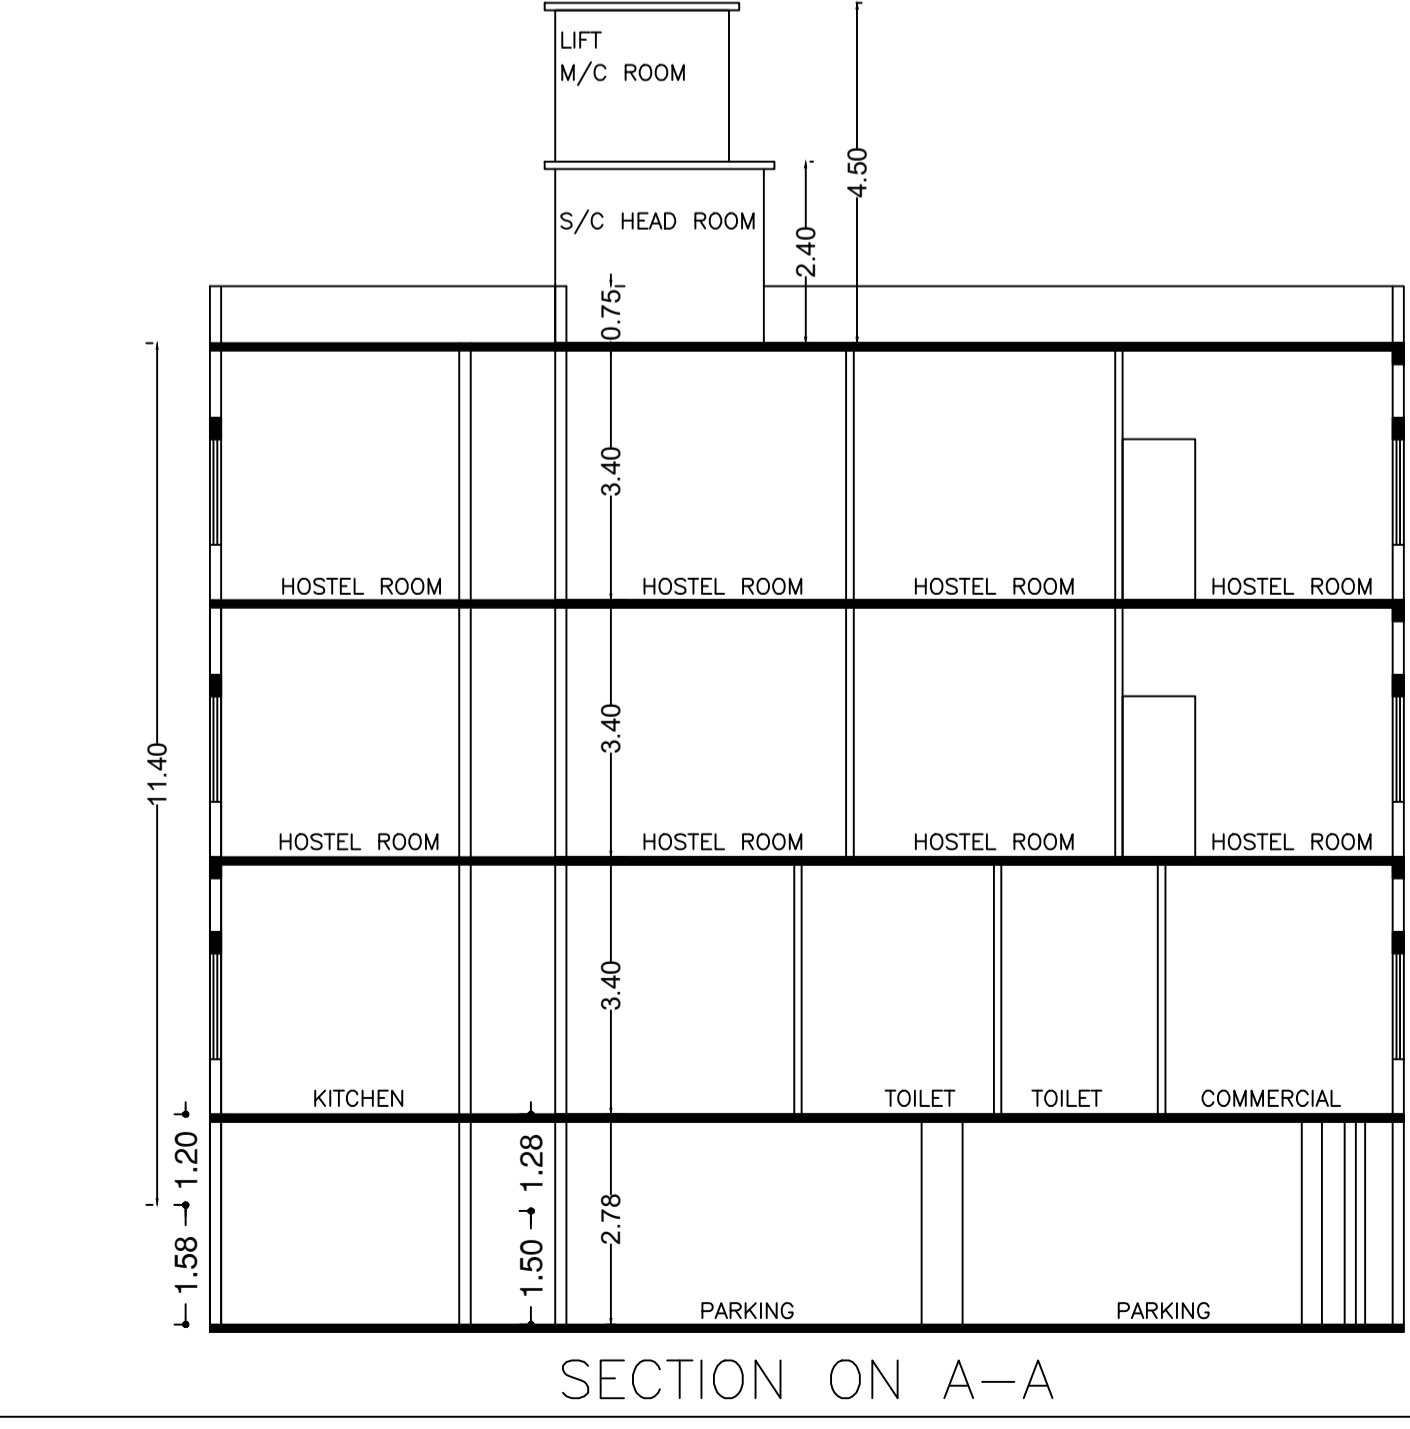 LIFT
M/C ROOM
4.50
S/C HEAD ROOM
2.40
0.75
3.40
HOSTEL ROOM HOSTEL ROOM HOSTEL ROOM HOSTEL ROOM
11.40
3.40
HOSTEL ROOM HOSTEL ROOM HOSTEL ROOM HOSTEL ROOM
3.40
KITCHEN TOILET TOILET COMMERCIAL
1.20
1.28
2.78
1.58
1.50
PARKING PARKING
SECTION ON A-A